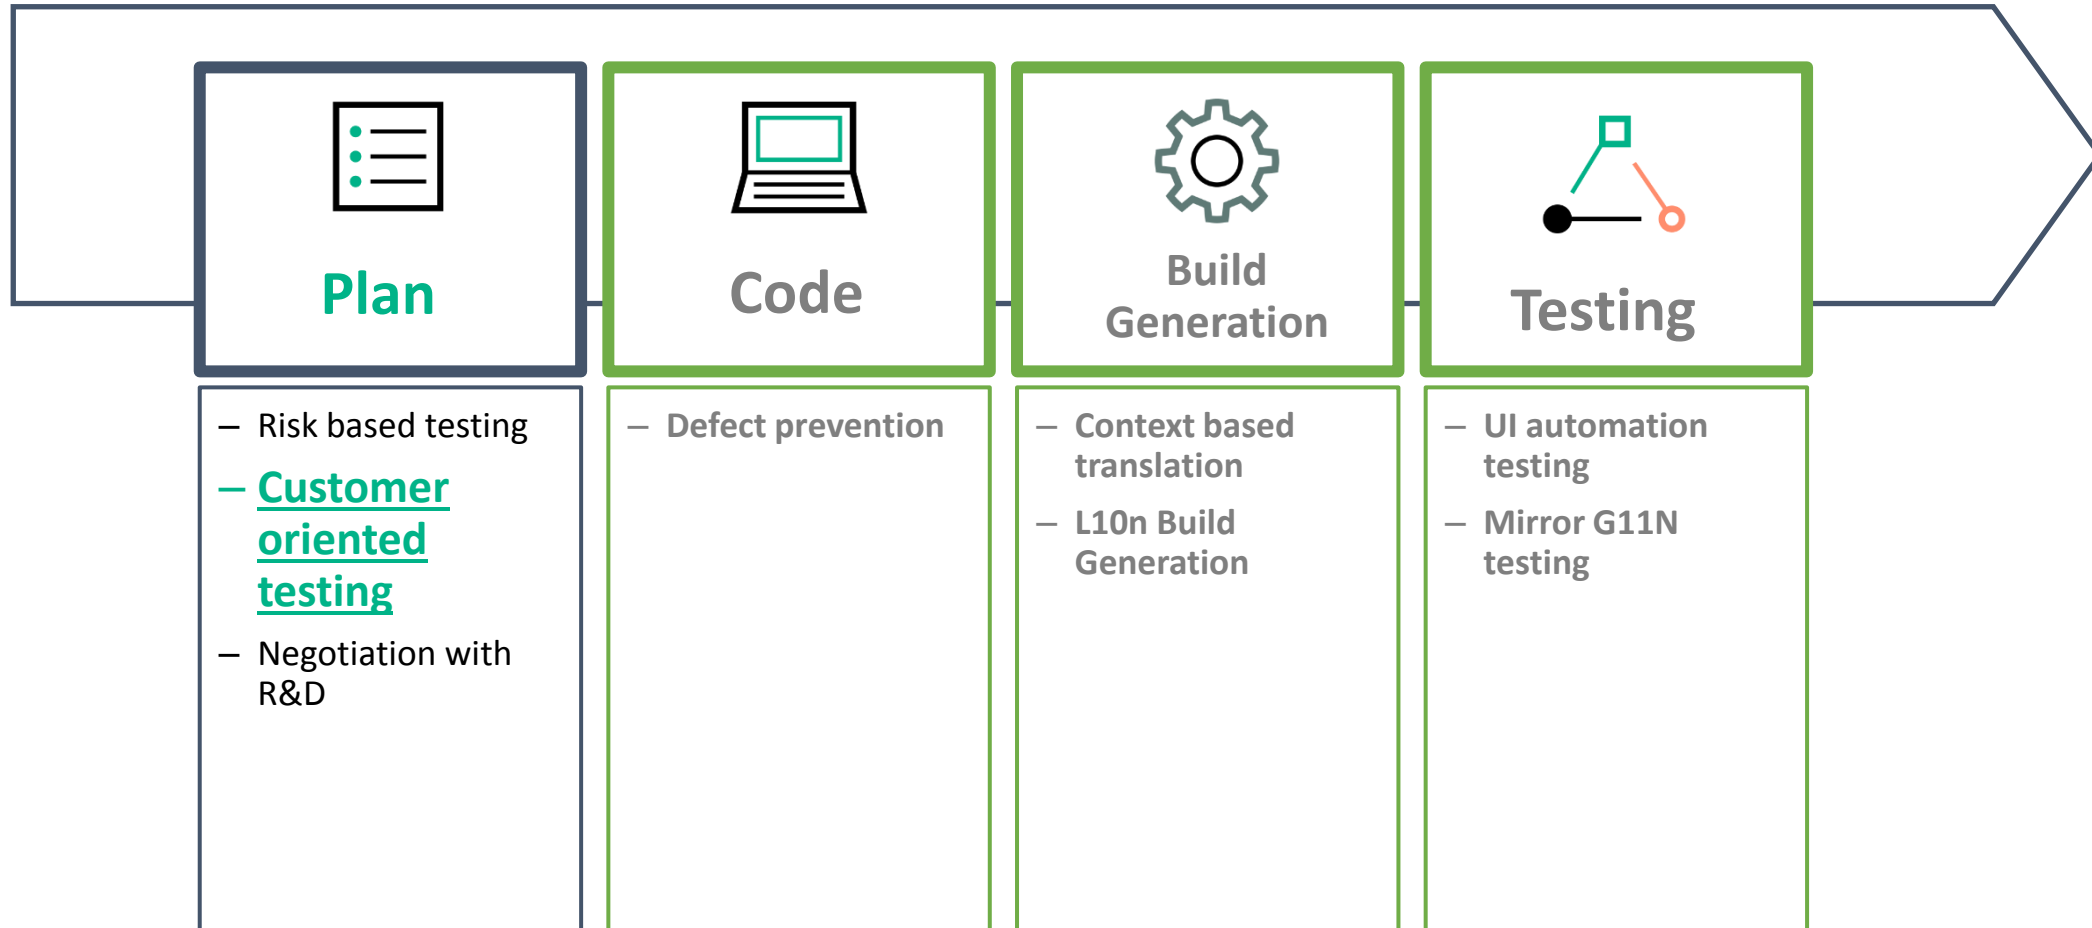 Plan
Code
Build
Generation
Testing
– Risk based testing
– Customer
oriented
testing
– Negotiation with
R&D
– Defect prevention
– Context based
translation
– L10n Build
Generation
– UI automation
testing
– Mirror G11N
testing